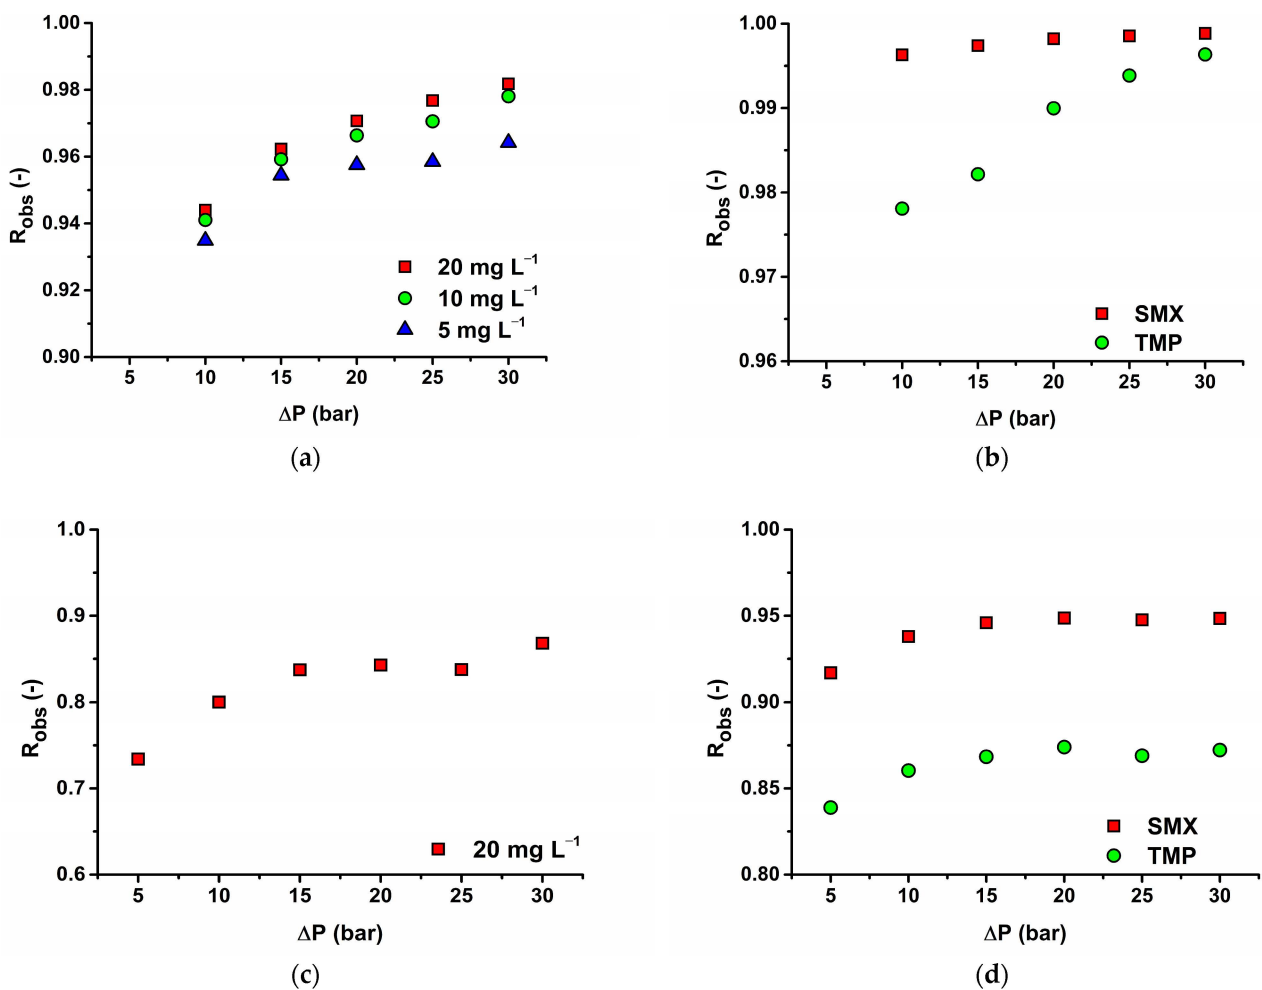 1.00
0.98
0.96
0.94
0.92
0.90
R_obs (-)
20 mg L⁻¹
10 mg L⁻¹
5 mg L⁻¹
5 10 15 20 25 30
ΔP (bar)
(a)
1.00
0.99
0.98
0.97
0.96
R_obs (-)
SMX
TMP
5 10 15 20 25 30
ΔP (bar)
(b)
1.0
0.9
0.8
0.7
0.6
R_obs (-)
20 mg L⁻¹
5 10 15 20 25 30
ΔP (bar)
(c)
1.00
0.95
0.90
0.85
0.80
R_obs (-)
SMX
TMP
5 10 15 20 25 30
ΔP (bar)
(d)